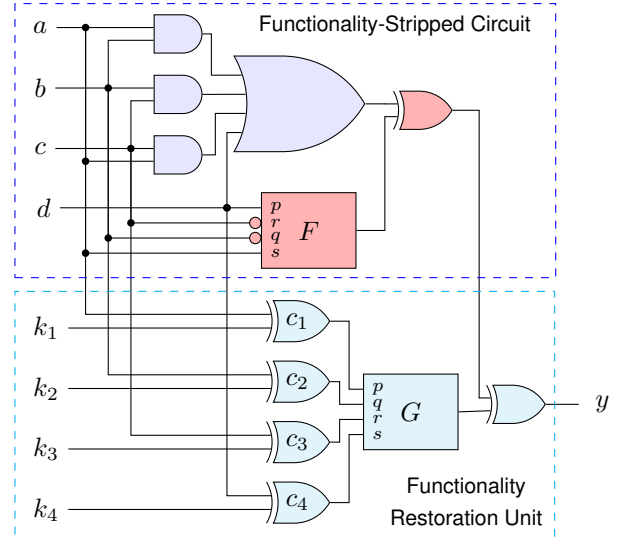 Functionality-Stripped Circuit
a
b
c
d
p
r
q
s
F
k1
k2
k3
k4
c1
c2
c3
c4
p
q
r
s
G
y
Functionality
Restoration Unit